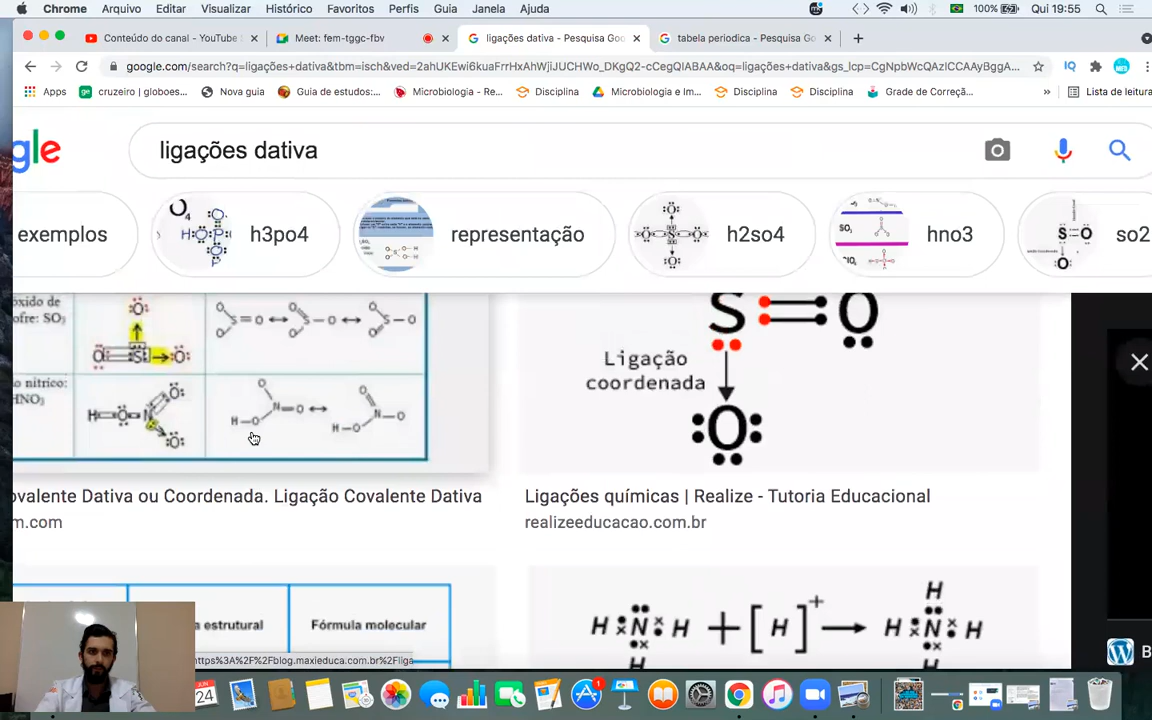 Chrome Arquivo Editar Visualizar Histórico Favoritos Perfis Guia Janela Ajuda 100% Qui 19:55
Conteúdo do canal - YouTube Meet: fem-tggc-fbv ligações dativa - Pesquisa Goo tabela periodica - Pesquisa Go
google.com/search?q=ligações+dativa&tbm=isch&ved=2ahUKEwi6kuaFrrHxAhWjiJUCHWo_DKgQ2-cCegQIABAA&oq=ligações+dativa&gs_lcp=CgNpbWcQAzICCAAyBggA...
Apps cruzeiro | globoes... Nova guia Guia de estudos:... Microbiologia - Re... Disciplina Microbiologia e Im... Disciplina Disciplina Grade de Correçã... » Lista de leitura
gle ligações dativa
exemplos h3po4 representação h2so4 hno3 so2
óxido de
ofre: SO₃
S O
Ligação
coordenada
O
o nítrico:
HNO₃
ovalente Dativa ou Coordenada. Ligação Covalente Dativa
m.com
Ligações químicas | Realize - Tutoria Educacional
realizeeducacao.com.br
a estrutural Fórmula molecular
H N H + [ H ] + → H N H
H
https%3A%2F%2Fblog.maxieduca.com.br%2Fliga
JUN
24
1